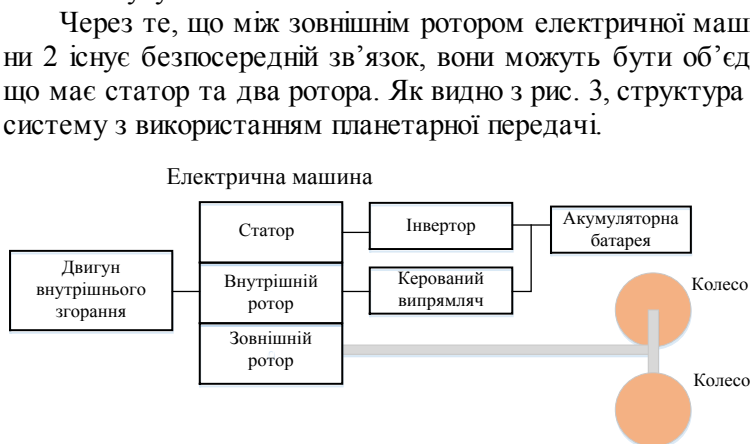 Через те, що між зовнішнім ротором електричної маш
ни 2 існує безпосередній зв’язок, вони можуть бути об’єд
що має статор та два ротора. Як видно з рис. 3, структура
систему з використанням планетарної передачі.
Електрична машина
Статор
Інвертор
Акумуляторна
батарея
Двигун
внутрішнього
згорання
Внутрішній
ротор
Керований
випрямляч
Колесо
Зовнішній
ротор
Колесо